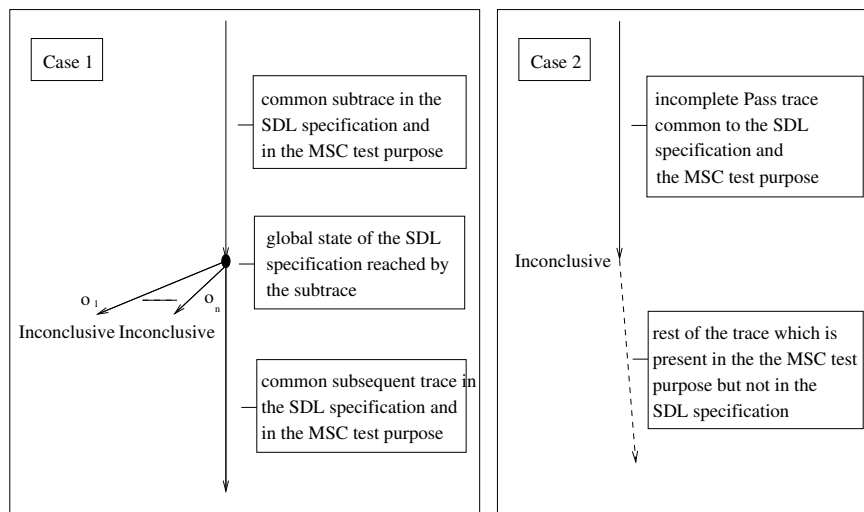 Case 1
common subtrace in the
SDL specification and
in the MSC test purpose
global state of the SDL
specification reached by
the subtrace
o 1
o n
Inconclusive Inconclusive
common subsequent trace in
the SDL specification and
in the MSC test purpose
Case 2
incomplete Pass trace
common to the SDL
specification and
the MSC test purpose
Inconclusive
rest of the trace which is
present in the the MSC test
purpose but not in the
SDL specification